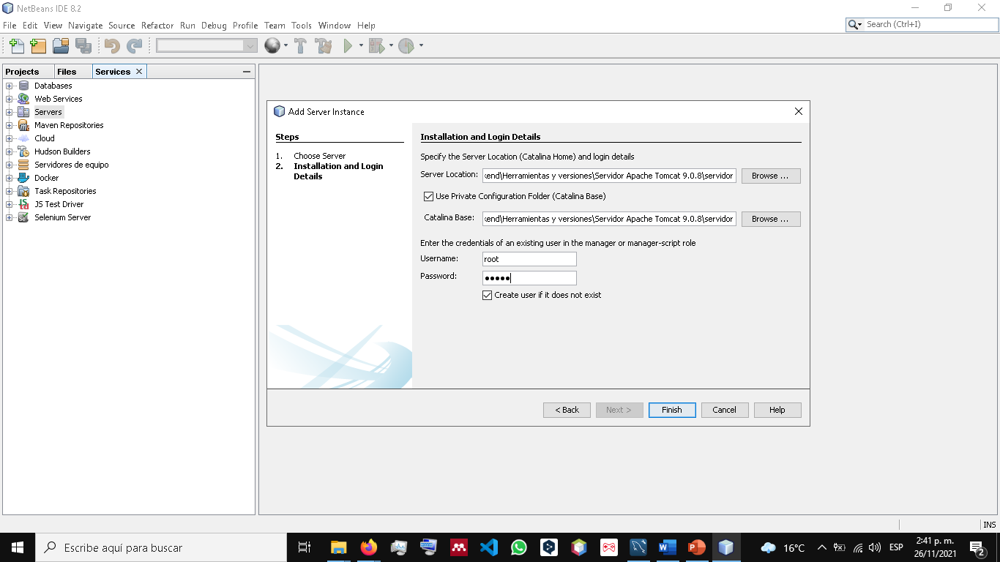 NetBeans IDE 8.2
File Edit View Navigate Source Refactor Run Debug Profile Team Tools Window Help
Search (Ctrl+I)
Projects Files Services
Databases
Web Services
Servers
Maven Repositories
Cloud
Hudson Builders
Servidores de equipo
Docker
Task Repositories
JS Test Driver
Selenium Server
Add Server Instance
Steps
1. Choose Server
2. Installation and Login
Details
Installation and Login Details
Specify the Server Location (Catalina Home) and login details
Server Location: kend\Herramientas y versiones\Servidor Apache Tomcat 9.0.8\servidor Browse ...
Use Private Configuration Folder (Catalina Base)
Catalina Base: kend\Herramientas y versiones\Servidor Apache Tomcat 9.0.8\servidor Browse ...
Enter the credentials of an existing user in the manager or manager-script role
Username: root
Password: ●●●●●
Create user if it does not exist
< Back Next > Finish Cancel Help
INS
Escribe aquí para buscar
16°C
ESP
2:41 p. m.
26/11/2021
2